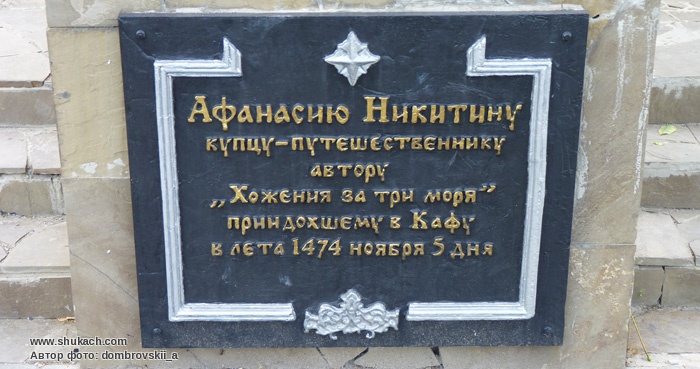 Афанасию Никитину
купцу-путешественнику
автору
„Хожения за три моря”
приидохшему в Кафу
в лета 1474 ноября 5 дня
www.shukach.com
Автор фото: dombrovskii_a